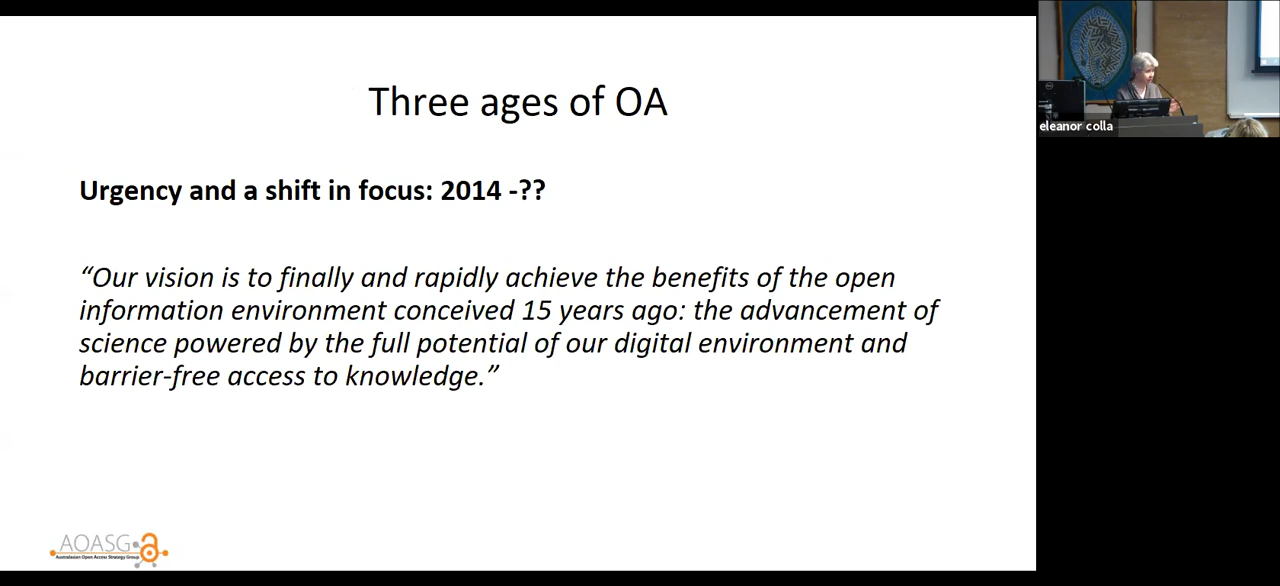 Three ages of OA
Urgency and a shift in focus: 2014 -??
“Our vision is to finally and rapidly achieve the benefits of the open
information environment conceived 15 years ago: the advancement of
science powered by the full potential of our digital environment and
barrier-free access to knowledge.”
AOASG
Australasian Open Access Strategy Group
eleanor colla